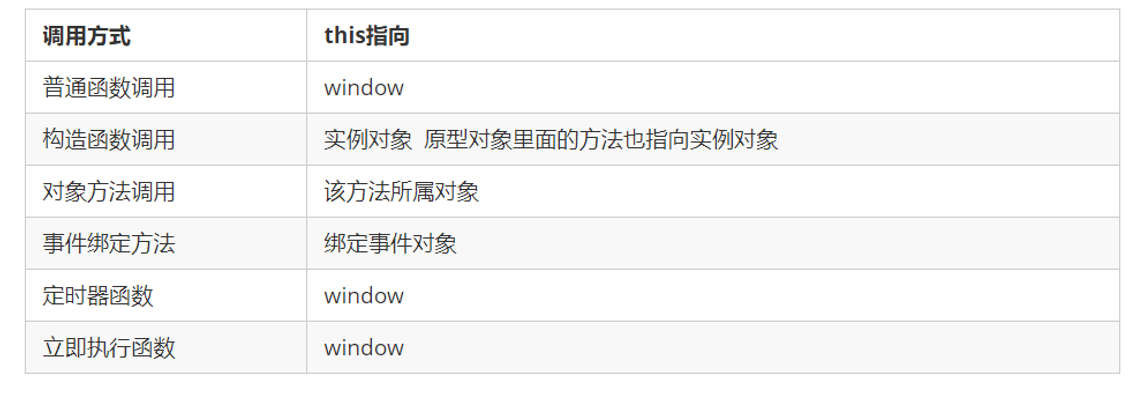 调用方式 this指向
普通函数调用 window
构造函数调用 实例对象 原型对象里面的方法也指向实例对象
对象方法调用 该方法所属对象
事件绑定方法 绑定事件对象
定时器函数 window
立即执行函数 window